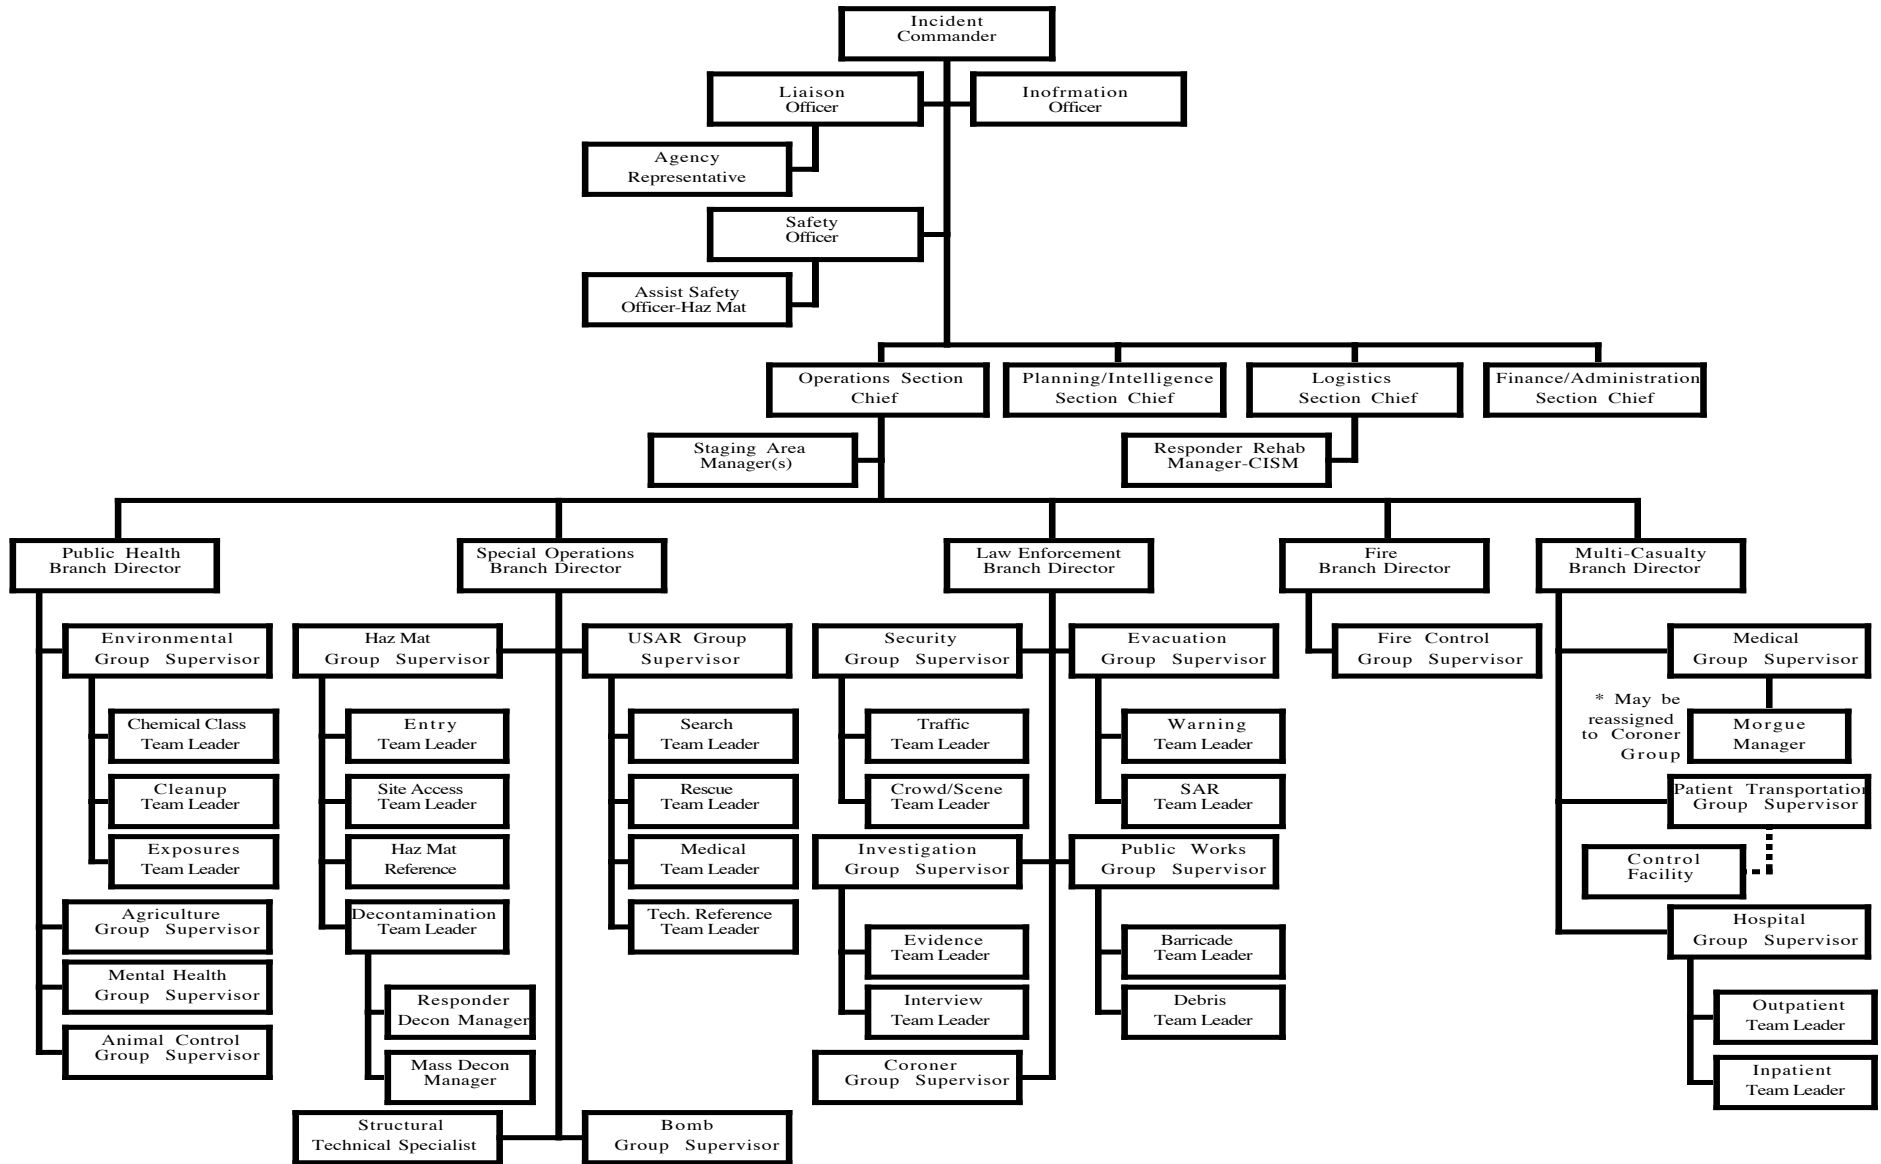 Incident
Commander
Liaison
Officer
Inofrmation
Officer
Agency
Representative
Safety
Officer
Assist Safety
Officer-Haz Mat
Operations Section
Chief
Planning/Intelligence
Section Chief
Logistics
Section Chief
Finance/Administration
Section Chief
Staging Area
Manager(s)
Responder Rehab
Manager-CISM
Public Health
Branch Director
Special Operations
Branch Director
Law Enforcement
Branch Director
Fire
Branch Director
Multi-Casualty
Branch Director
Environmental
Group Supervisor
Haz Mat
Group Supervisor
USAR Group
Supervisor
Security
Group Supervisor
Evacuation
Group Supervisor
Fire Control
Group Supervisor
Medical
Group Supervisor
Chemical Class
Team Leader
Entry
Team Leader
Search
Team Leader
Traffic
Team Leader
Warning
Team Leader
* May be
reassigned
to Coroner
Group
Morgue
Manager
Cleanup
Team Leader
Site Access
Team Leader
Rescue
Team Leader
Crowd/Scene
Team Leader
SAR
Team Leader
Patient Transportation
Group Supervisor
Exposures
Team Leader
Haz Mat
Reference
Medical
Team Leader
Investigation
Group Supervisor
Public Works
Group Supervisor
Control
Facility
Agriculture
Group Supervisor
Decontamination
Team Leader
Tech. Reference
Team Leader
Evidence
Team Leader
Barricade
Team Leader
Hospital
Group Supervisor
Mental Health
Group Supervisor
Responder
Decon Manager
Interview
Team Leader
Debris
Team Leader
Outpatient
Team Leader
Animal Control
Group Supervisor
Mass Decon
Manager
Coroner
Group Supervisor
Inpatient
Team Leader
Structural
Technical Specialist
Bomb
Group Supervisor